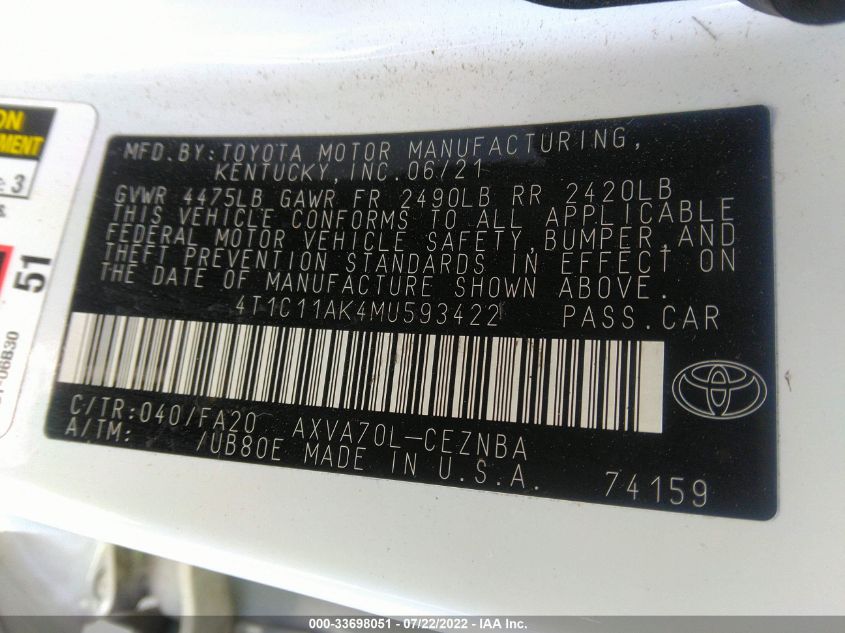 MFD.BY:TOYOTA MOTOR MANUFACTURING,
KENTUCKY,INC.06/21
GVWR 4475LB GAWR FR 2490LB RR 2420LB
THIS VEHICLE CONFORMS TO ALL APPLICABLE
FEDERAL MOTOR VEHICLE SAFETY,BUMPER,AND
THEFT PREVENTION STANDARDS IN EFFECT ON
THE DATE OF MANUFACTURE SHOWN ABOVE.
4T1C11AK4MU593422 PASS.CAR
C/TR:040/FA20 AXVA70L-CEZNBA
A/TM: /UB80E MADE IN U.S.A. 74159
3
51
000-33698051 - 07/22/2022 - IAA Inc.